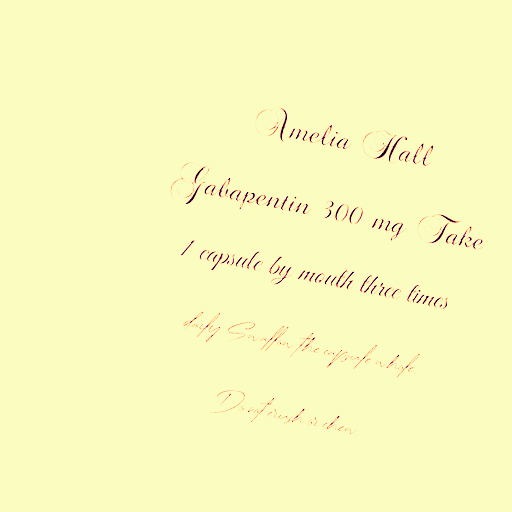 Amelia Hall
Gabapentin 300 mg Take
1 capsule by mouth three times
daily Swallow the capsule whole
Do not crush or chew